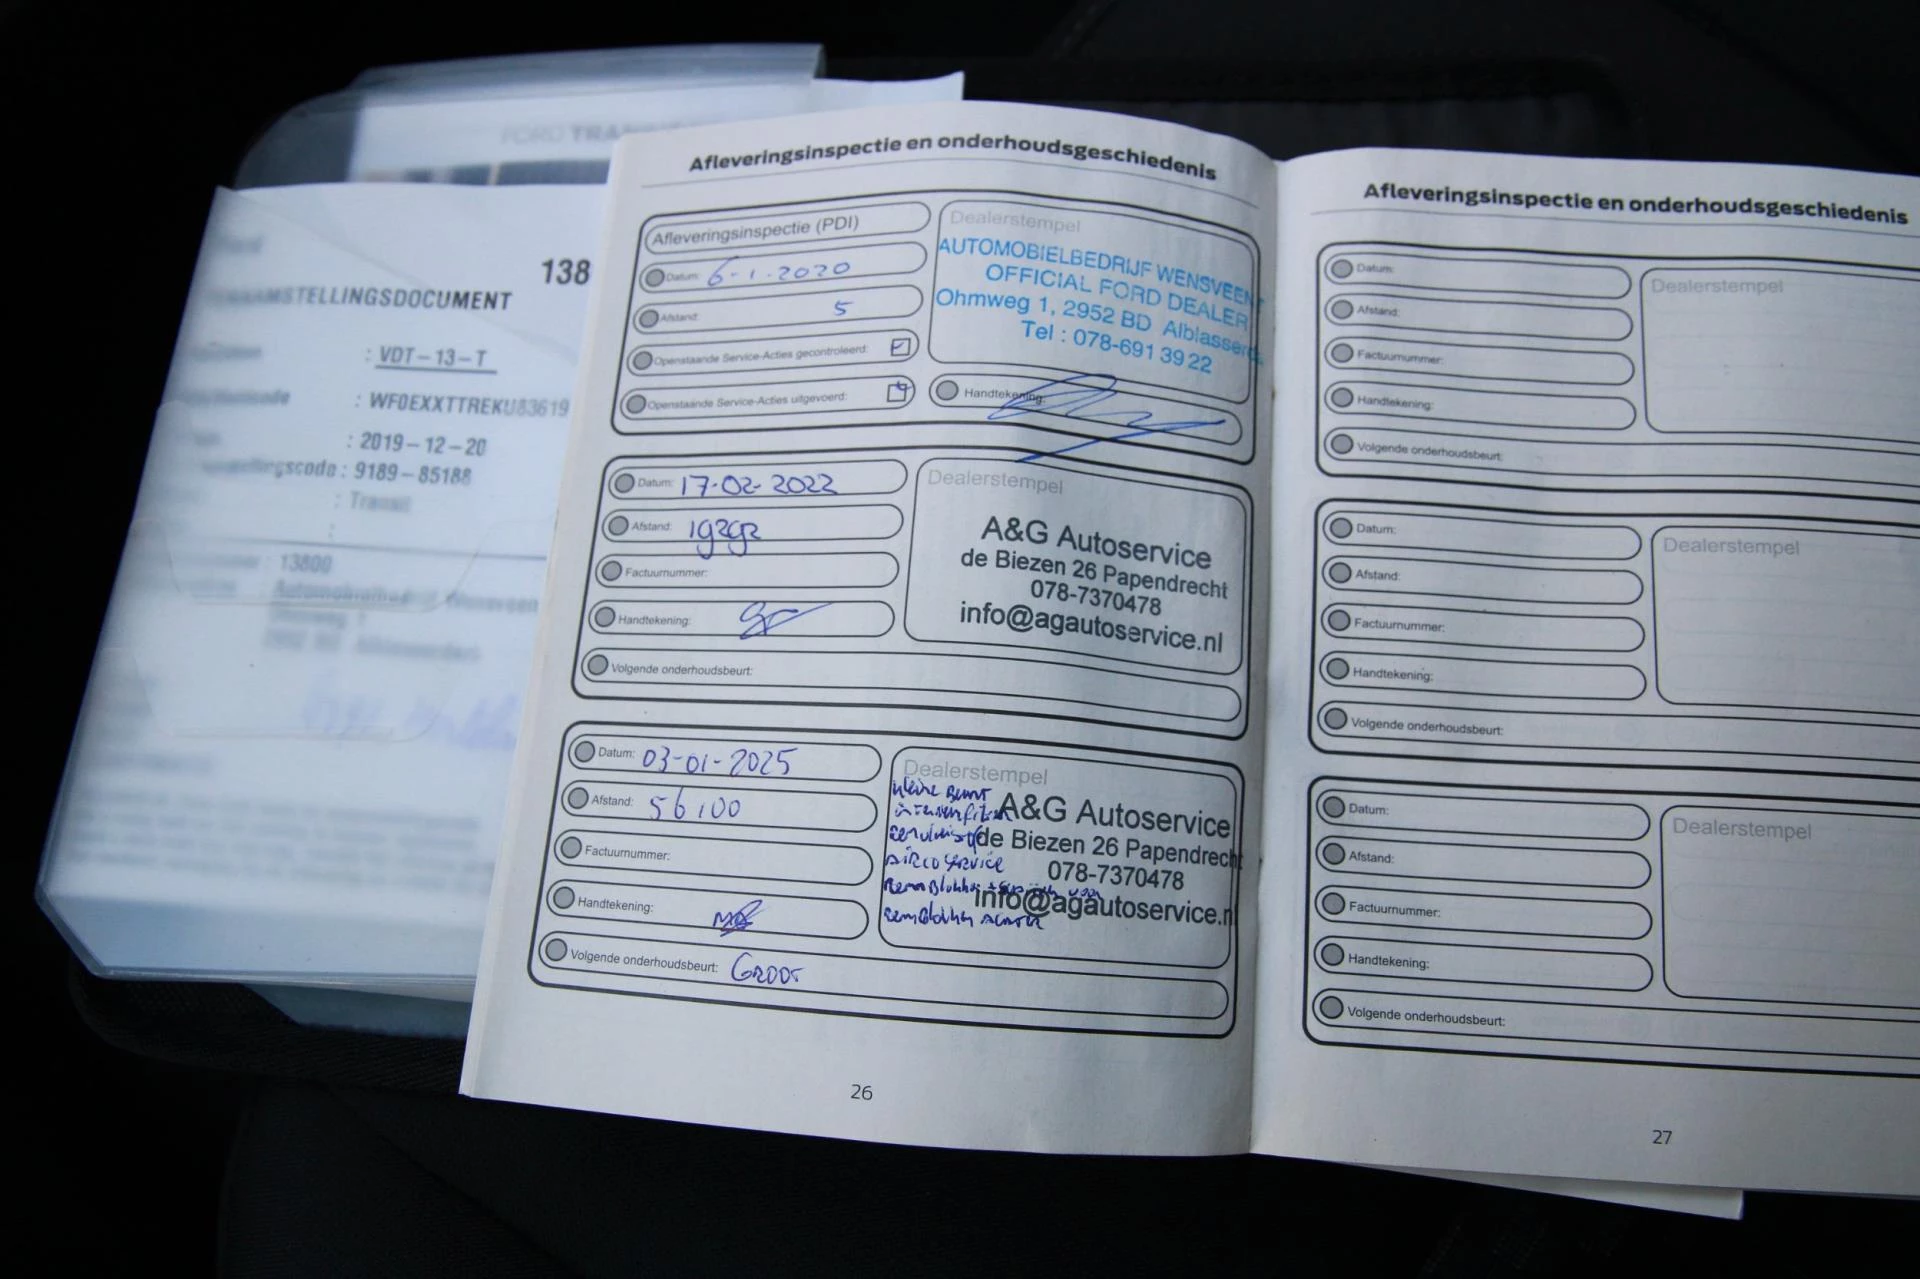 FORD TRAN
138
STELLINGSDOCUMENT
: VDT-13-T
: WF0EXXTTREKU83619
: 2019-12-20
: 9189-85188
: Transit
:
: 13800
Afleveringsinspectie en onderhoudsgeschiedenis
Afleveringsinspectie (PDI)
Datum: 6-1-2020
Afstand: 5
Openstaande Service-Acties gecontroleerd:
Openstaande Service-Acties uitgevoerd:
Dealerstempel
AUTOMOBIELBEDRIJF WENSVEEN
OFFICIAL FORD DEALER
Ohmweg 1, 2952 BD Alblasserd
Tel : 078-691 39 22
Handtekening:
Datum: 17-02-2022
Afstand:
Factuurnummer:
Handtekening:
Volgende onderhoudsbeurt:
Dealerstempel
A&G Autoservice
de Biezen 26 Papendrecht
078-7370478
info@agautoservice.nl
Datum: 03-01-2025
Afstand: 56100
Factuurnummer:
Handtekening:
Volgende onderhoudsbeurt: Groot
Dealerstempel
kleine Beurt
A&G Autoservice
de Biezen 26 Papendrecht
airco service
078-7370478
info@agautoservice.n
26
Afleveringsinspectie en onderhoudsgeschiedenis
Datum:
Afstand:
Factuurnummer:
Handtekening:
Volgende onderhoudsbeurt:
Dealerstempel
Datum:
Afstand:
Factuurnummer:
Handtekening:
Volgende onderhoudsbeurt:
Dealerstempel
Datum:
Afstand:
Factuurnummer:
Handtekening:
Volgende onderhoudsbeurt:
Dealerstempel
27